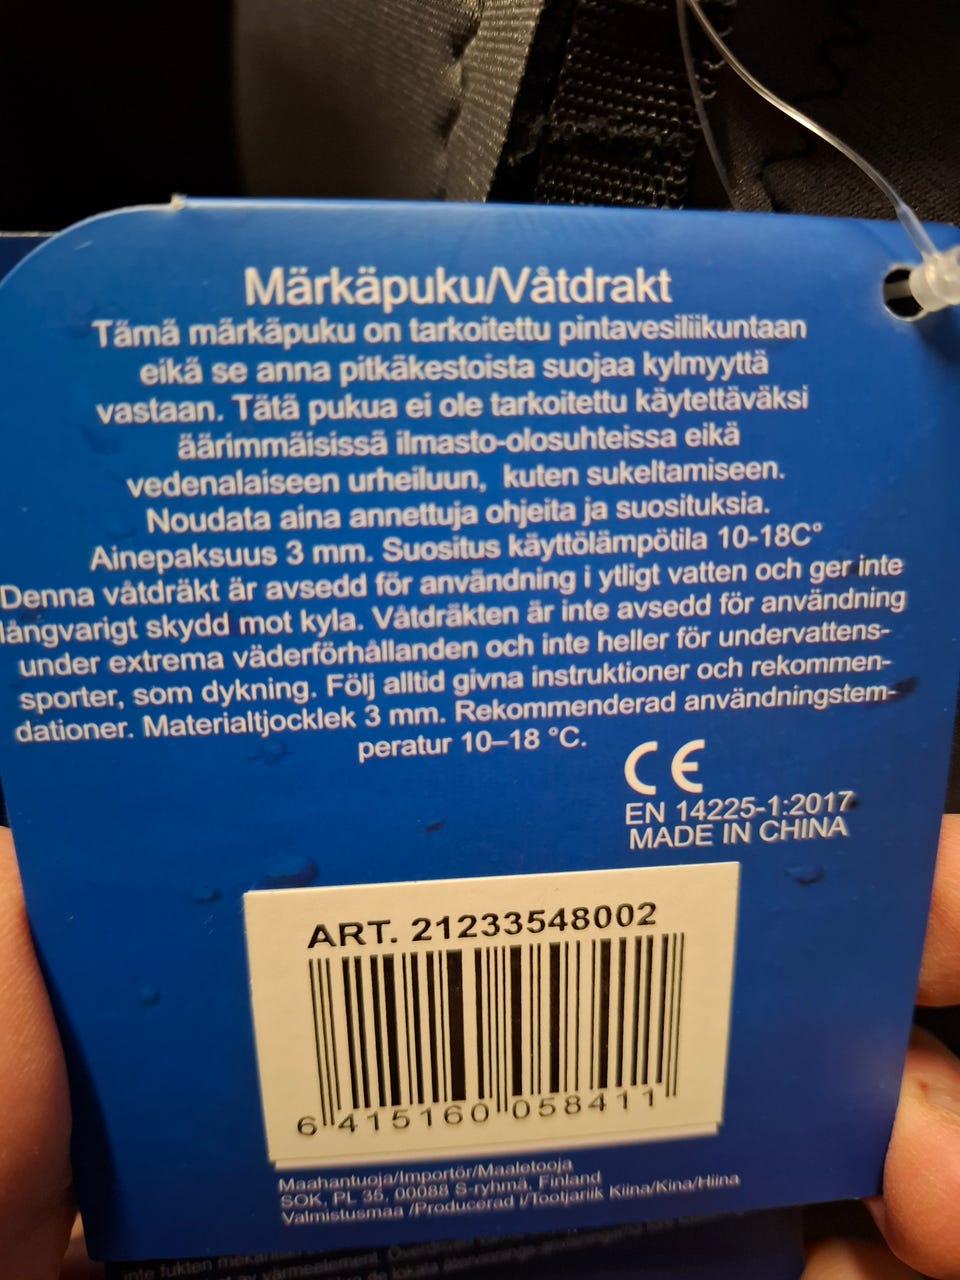 Märkäpuku/Våtdrakt
Tämä märkäpuku on tarkoitettu pintavesiliikuntaan
eikä se anna pitkäkestoista suojaa kylmyyttä
vastaan. Tätä pukua ei ole tarkoitettu käytettäväksi
äärimmäisissä ilmasto-olosuhteissa eikä
vedenalaiseen urheiluun, kuten sukeltamiseen.
Noudata aina annettuja ohjeita ja suosituksia.
Ainepaksuus 3 mm. Suositus käyttölämpötila 10-18C°
Denna våtdräkt är avsedd för användning i ytligt vatten och ger inte
långvarigt skydd mot kyla. Våtdräkten är inte avsedd för användning
under extrema väderförhållanden och inte heller för undervattens-
sporter, som dykning. Följ alltid givna instruktioner och rekommen-
dationer. Materialtjocklek 3 mm. Rekommenderad användningstem-
peratur 10–18 °C.
CE
EN 14225-1:2017
MADE IN CHINA
ART. 21233548002
6 415160 058411
Maahantuoja/Importör/Maaletooja
SOK, PL 35, 00088 S-ryhmä, Finland
Valmistusmaa /Producerad i/Tootjariik Kiina/Kina/Hiina
inte fukten
av värmeelement.
de lokala